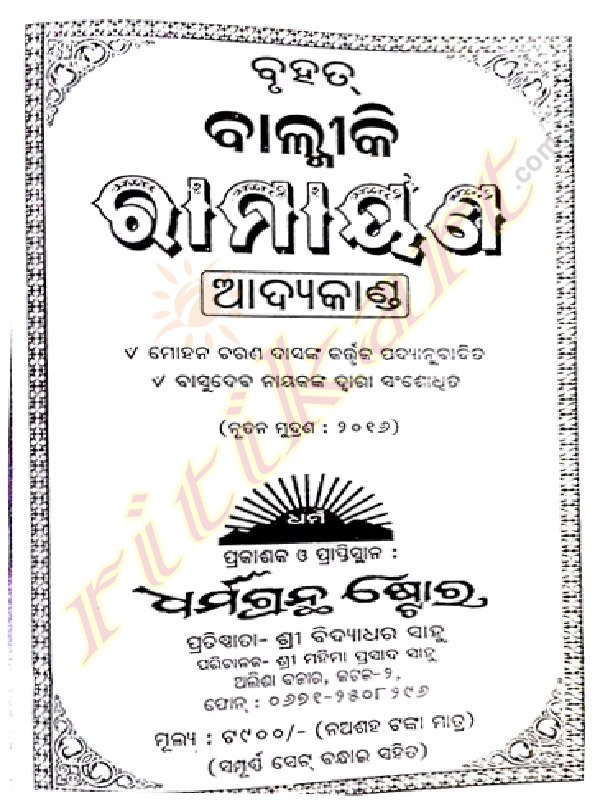 ବୃହତ୍
ବାଲ୍ମୀକି
ରାମାୟଣ
ଆଦ୍ୟକାଣ୍ଡ
ମୋହନ ଚରଣ ଦାସଙ୍କ କର୍ତ୍ତୃକ ପଦ୍ୟାନୁବାଦିତ
ବାସୁଦେବ ନାୟକଙ୍କ ଦ୍ୱାରା ସଂଶୋଧିତ
(ନୂତନ ମୁଦ୍ରଣ : ୨୦୧୬)
ଧର୍ମ
ପ୍ରକାଶକ ଓ ପ୍ରାପ୍ତିସ୍ଥାନ :
ଧର୍ମଗ୍ରନ୍ଥ ଷ୍ଟୋର
ପ୍ରତିଷ୍ଠାତା- ଶ୍ରୀ ବିଦ୍ୟାଧର ସାହୁ
ପରିଚାଳକ- ଶ୍ରୀ ମହିମା ପ୍ରସାଦ ସାହୁ
ଅଲିଶା ବଜାର, କଟକ-୨,
ଫୋନ୍ : ୦୬୭୧-୨୫୦୮୨୯୬
ମୂଲ୍ୟ : ଟ୯୦୦/- (ନଅଶହ ଟଙ୍କା ମାତ୍ର)
(ସମ୍ପୂର୍ଣ୍ଣ ସେଟ୍ ବନ୍ଧାଇ ସହିତ)
ritikart.com